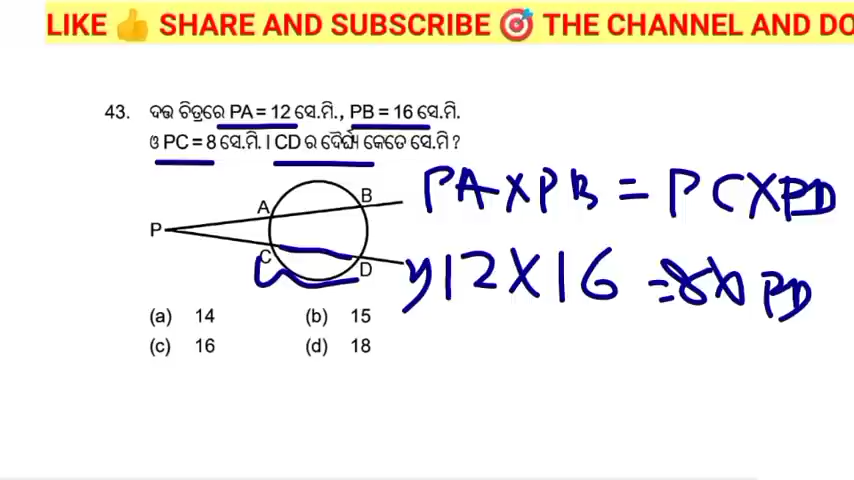 LIKE 👍 SHARE AND SUBSCRIBE 🎯 THE CHANNEL AND DO
43. ଦତ୍ତ ଚିତ୍ରରେ PA = 12 ସେ.ମି., PB = 16 ସେ.ମି.
ଓ PC = 8 ସେ.ମି. । CD ର ଦୈର୍ଘ୍ୟ କେତେ ସେ.ମି ?
PA X PB = PC X PD
B
A
P
C
D
12 X 16 = 8 X PD
(a) 14 (b) 15
(c) 16 (d) 18